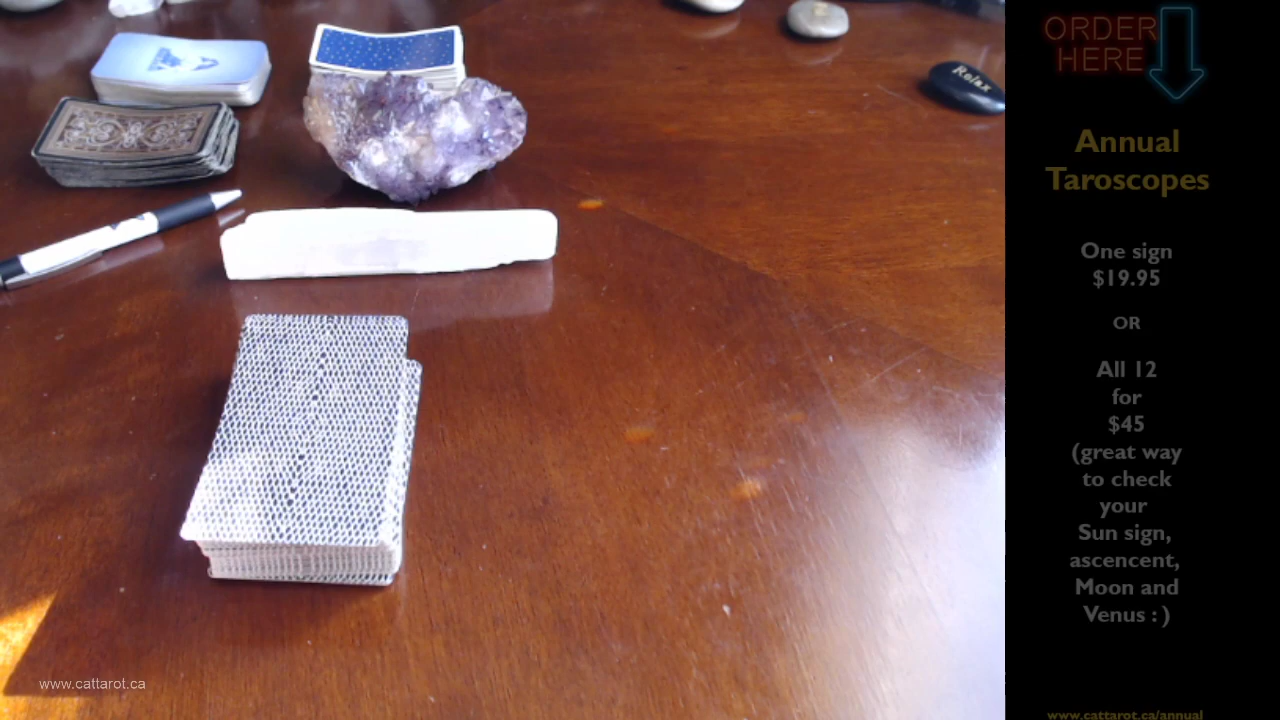 ORDER
HERE
Relax
Annual
Taroscopes
One sign
$19.95
OR
All 12
for
$45
(great way
to check
your
Sun sign,
ascencent,
Moon and
Venus : )
www.cattarot.ca
www.cattarot.ca/annual